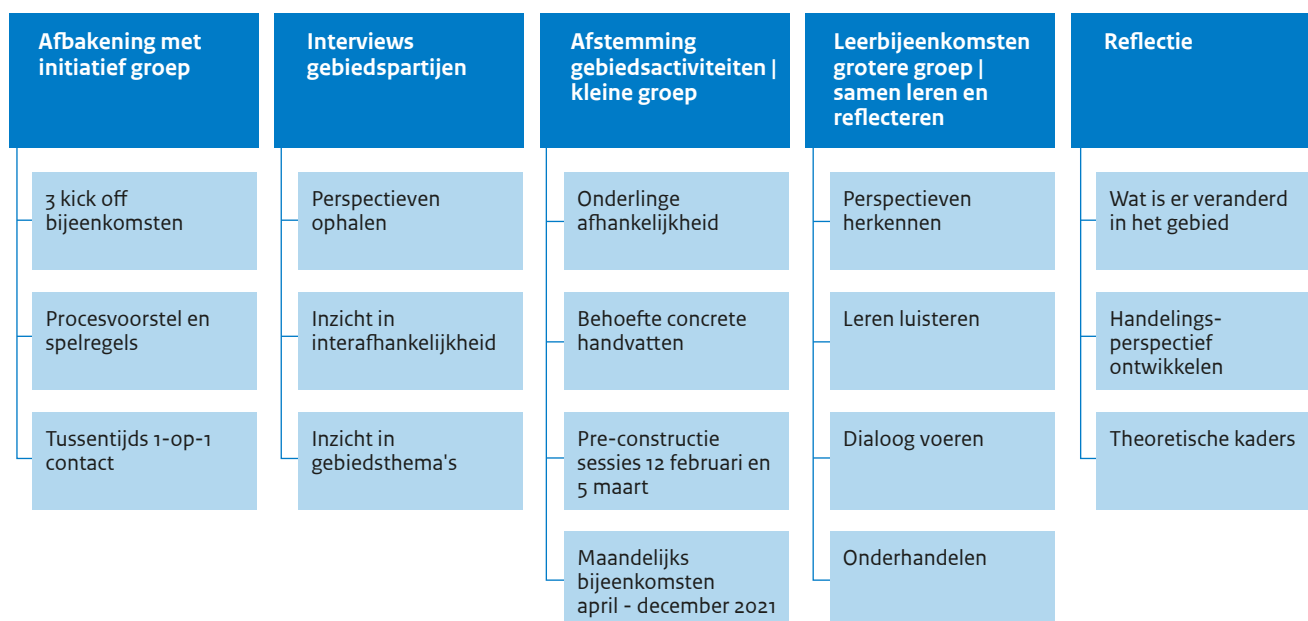 Afbakening met
initiatief groep
3 kick off
bijeenkomsten
Procesvoorstel en
spelregels
Tussentijds 1-op-1
contact
Interviews
gebiedspartijen
Perspectieven
ophalen
Inzicht in
interafhankelijkheid
Inzicht in
gebiedsthema's
Afstemming
gebiedsactiviteiten |
kleine groep
Onderlinge
afhankelijkheid
Behoefte concrete
handvatten
Pre-constructie
sessies 12 februari en
5 maart
Maandelijks
bijeenkomsten
april - december 2021
Leerbijeenkomsten
grotere groep |
samen leren en
reflecteren
Perspectieven
herkennen
Leren luisteren
Dialoog voeren
Onderhandelen
Reflectie
Wat is er veranderd
in het gebied
Handelings-
perspectief
ontwikkelen
Theoretische kaders